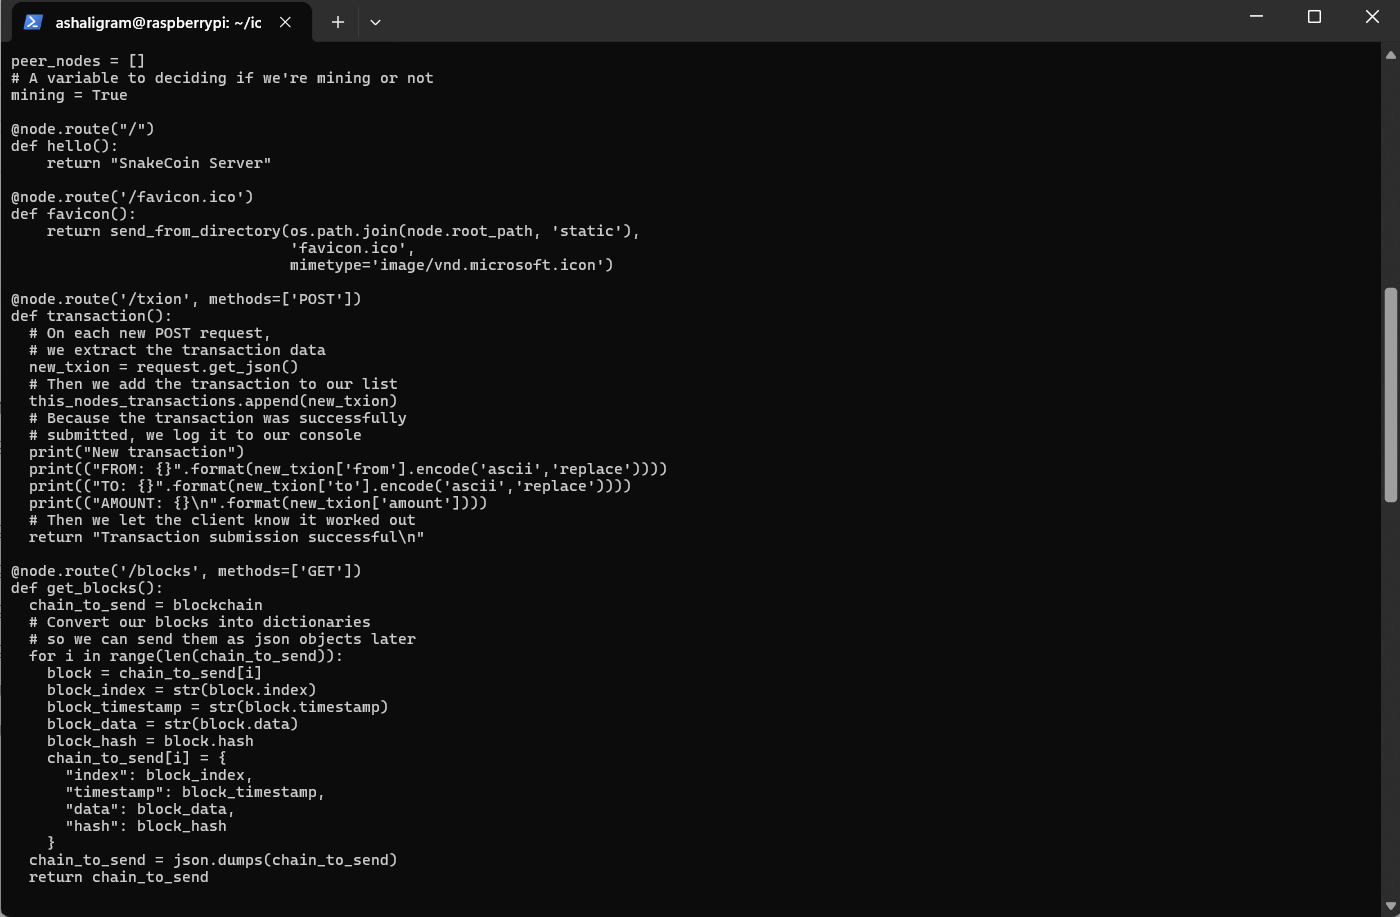 ashaligram@raspberrypi: ~/ic
peer_nodes = []
# A variable to deciding if we're mining or not
mining = True

@node.route("/")
def hello():
    return "SnakeCoin Server"

@node.route('/favicon.ico')
def favicon():
    return send_from_directory(os.path.join(node.root_path, 'static'),
                               'favicon.ico',
                               mimetype='image/vnd.microsoft.icon')

@node.route('/txion', methods=['POST'])
def transaction():
  # On each new POST request,
  # we extract the transaction data
  new_txion = request.get_json()
  # Then we add the transaction to our list
  this_nodes_transactions.append(new_txion)
  # Because the transaction was successfully
  # submitted, we log it to our console
  print("New transaction")
  print(("FROM: {}".format(new_txion['from'].encode('ascii','replace'))))
  print(("TO: {}".format(new_txion['to'].encode('ascii','replace'))))
  print(("AMOUNT: {}\n".format(new_txion['amount'])))
  # Then we let the client know it worked out
  return "Transaction submission successful\n"

@node.route('/blocks', methods=['GET'])
def get_blocks():
  chain_to_send = blockchain
  # Convert our blocks into dictionaries
  # so we can send them as json objects later
  for i in range(len(chain_to_send)):
    block = chain_to_send[i]
    block_index = str(block.index)
    block_timestamp = str(block.timestamp)
    block_data = str(block.data)
    block_hash = block.hash
    chain_to_send[i] = {
      "index": block_index,
      "timestamp": block_timestamp,
      "data": block_data,
      "hash": block_hash
    }
  chain_to_send = json.dumps(chain_to_send)
  return chain_to_send